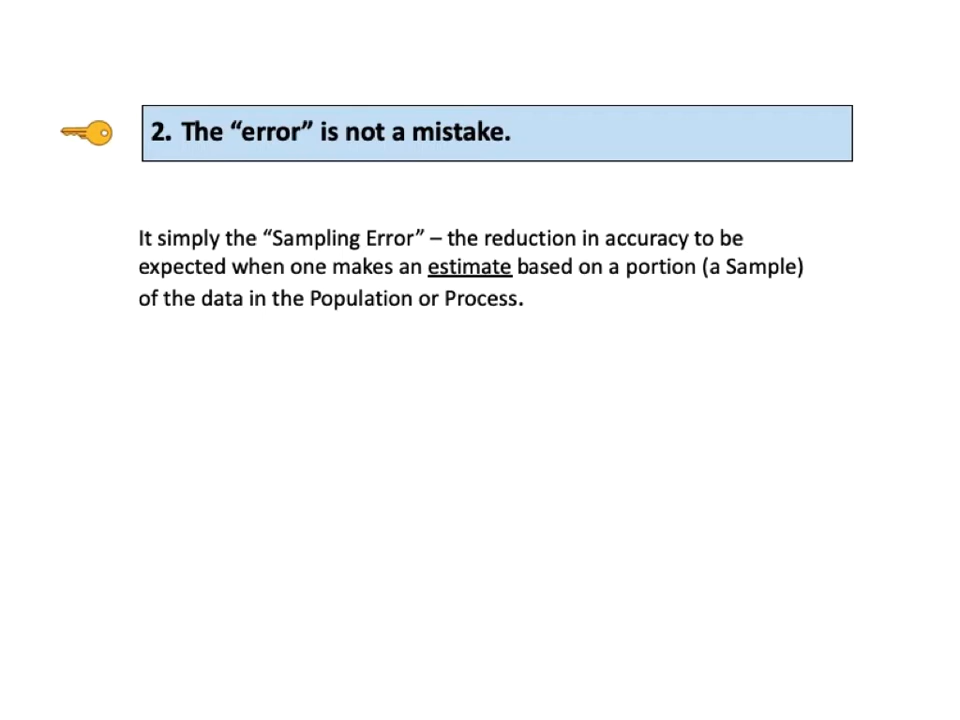 2. The “error” is not a mistake.
It simply the “Sampling Error” – the reduction in accuracy to be
expected when one makes an estimate based on a portion (a Sample)
of the data in the Population or Process.